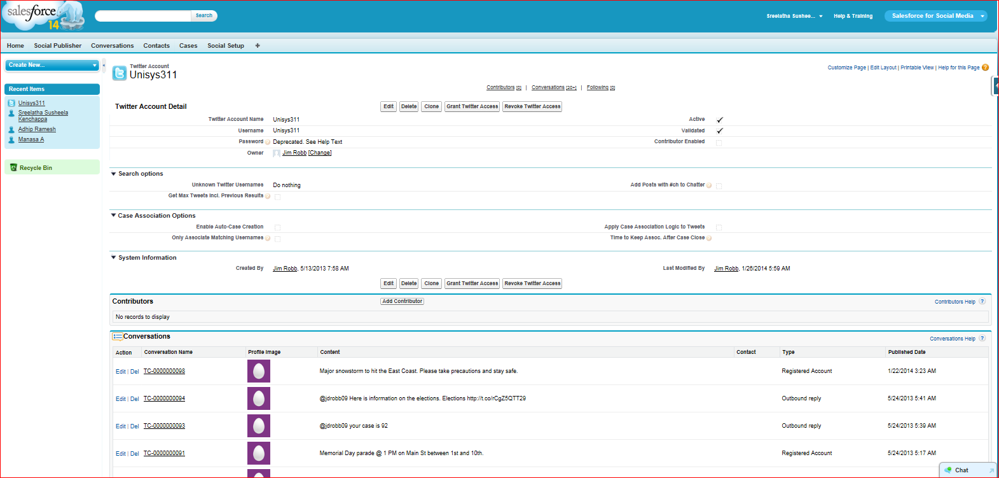 salesforce
14
Search
Sreelatha Sushee...
Help & Training
Salesforce for Social Media
Home Social Publisher Conversations Contacts Cases Social Setup +
Create New...
Recent Items
Unisys311
Sreelatha Susheela
Kenchappa
Adhip Ramesh
Manasa A
Recycle Bin
Twitter Account
Unisys311
Customize Page | Edit Layout | Printable View | Help for this Page ?
Contributors [0] | Conversations [20+] | Following [0]
Twitter Account Detail Edit Delete Clone Grant Twitter Access Revoke Twitter Access
Twitter Account Name Unisys311 Active ✓
Username Unisys311 Validated ✓
Password Deprecated. See Help Text Contributor Enabled
Owner Jim Robb [Change]
Search options
Unknown Twitter Usernames Do nothing Add Posts with #ch to Chatter
Get Max Tweets Incl. Previous Results
Case Association Options
Enable Auto-Case Creation Apply Case Association Logic to Tweets
Only Associate Matching Usernames Time to Keep Assoc. After Case Close
System Information
Created By Jim Robb, 5/13/2013 7:58 AM Last Modified By Jim Robb, 1/26/2014 5:59 AM
Edit Delete Clone Grant Twitter Access Revoke Twitter Access
Contributors Add Contributor Contributors Help ?
No records to display
Conversations Conversations Help ?
Action Conversation Name Profile Image Content Contact Type Published Date
Edit | Del TC-0000000098 Major snowstorm to hit the East Coast. Please take precautions and stay safe. Registered Account 1/22/2014 3:23 AM
Edit | Del TC-0000000094 @jdrobb09 Here is information on the elections. Elections http://t.co/rCgZ5QTT29 Outbound reply 5/24/2013 5:41 AM
Edit | Del TC-0000000093 @jdrobb09 your case is 92 Outbound reply 5/24/2013 5:39 AM
Edit | Del TC-0000000091 Memorial Day parade @ 1 PM on Main St between 1st and 10th. Registered Account 5/24/2013 5:17 AM
Chat